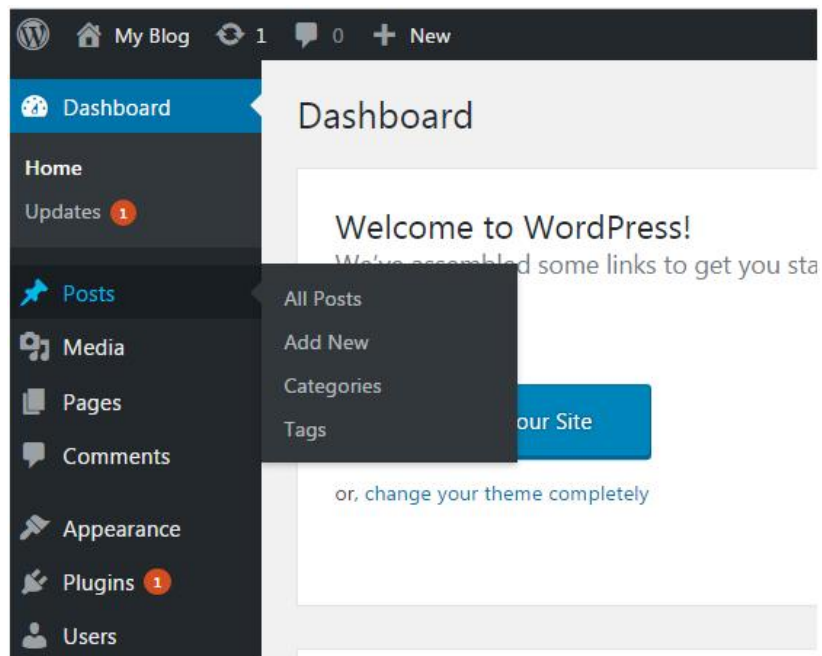 My Blog 1 0 New
Dashboard
Home
Updates 1
Posts
Media
Pages
Comments
Appearance
Plugins 1
Users
All Posts
Add New
Categories
Tags
Dashboard
Welcome to WordPress!
some links to get you sta
our Site
or, change your theme completely